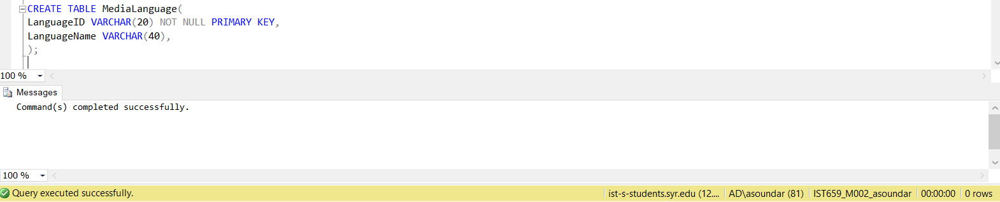 CREATE TABLE MediaLanguage(
LanguageID VARCHAR(20) NOT NULL PRIMARY KEY,
LanguageName VARCHAR(40),
);
100 %
Messages
Command(s) completed successfully.
100 %
Query executed successfully. ist-s-students.syr.edu (12.... AD\asoundar (81) IST659_M002_asoundar 00:00:00 0 rows